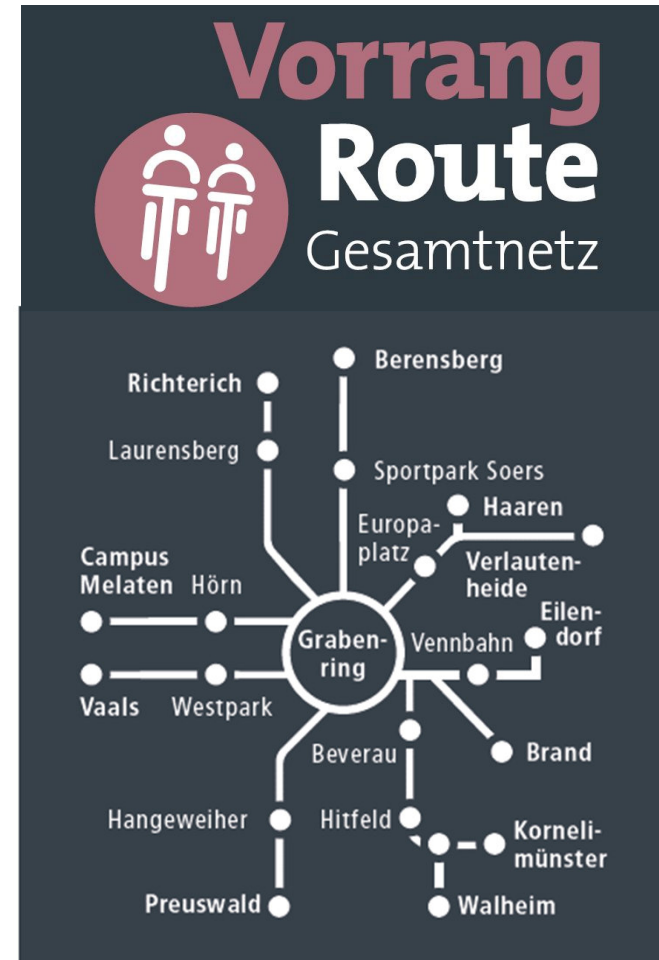 Vorrang
Route
Gesamtnetz
Berensberg
Richterich
Laurensberg
Sportpark Soers
Haaren
Europa-
platz
Verlauten-
heide
Campus
Melaten
Hörn
Eilen-
dorf
Graben-
ring
Vennbahn
Vaals
Westpark
Beverau
Brand
Hangeweiher
Hitfeld
Korneli-
münster
Preuswald
Walheim